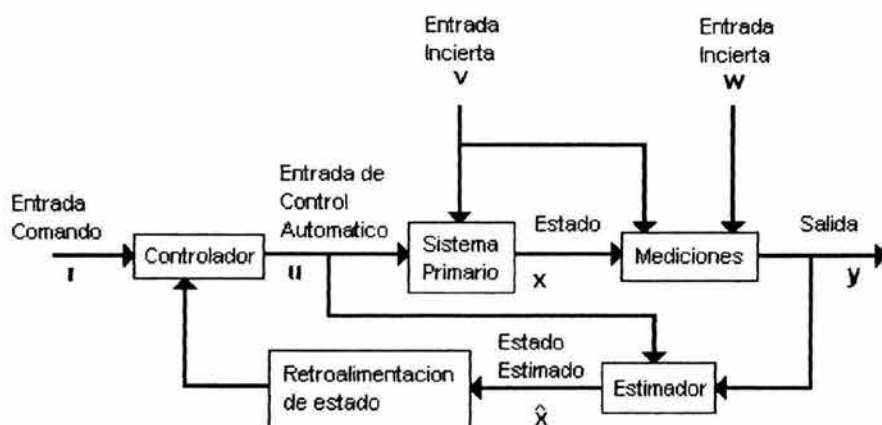 Entrada
Incierta
v
Entrada
Incierta
w
Entrada
Comando
r
Controlador
Entrada de
Control
Automatico
u
Sistema
Primario
Estado
x
Mediciones
Salida
y
Retroalimentacion
de estado
Estado
Estimado
x̂
Estimador